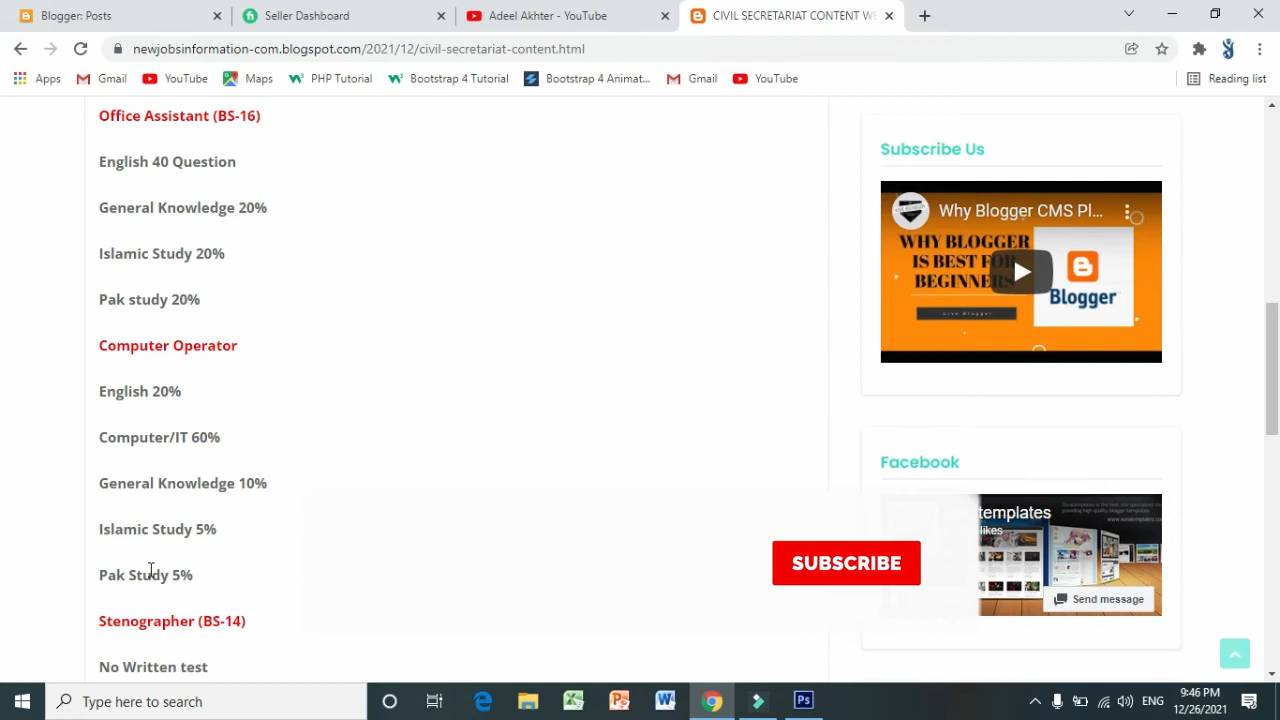 Blogger: Posts
Seller Dashboard
Adeel Akhter - YouTube
CIVIL SECRETARIAT CONTENT WE
newjobsinformation-com.blogspot.com/2021/12/civil-secretariat-content.html
Apps
Gmail
YouTube
Maps
PHP Tutorial
Bootstrap 4 Tutorial
Bootstrap 4 Animat...
Gmail
YouTube
Reading list
Office Assistant (BS-16)
English 40 Question
General Knowledge 20%
Islamic Study 20%
Pak study 20%
Computer Operator
English 20%
Computer/IT 60%
General Knowledge 10%
Islamic Study 5%
Pak Study 5%
Stenographer (BS-14)
No Written test
Subscribe Us
Why Blogger CMS Pl...
WHY BLOGGER
IS BEST FOR
BEGINNERS
Blogger
Facebook
templates
likes
Send message
SUBSCRIBE
Type here to search
ENG
9:46 PM
12/26/2021